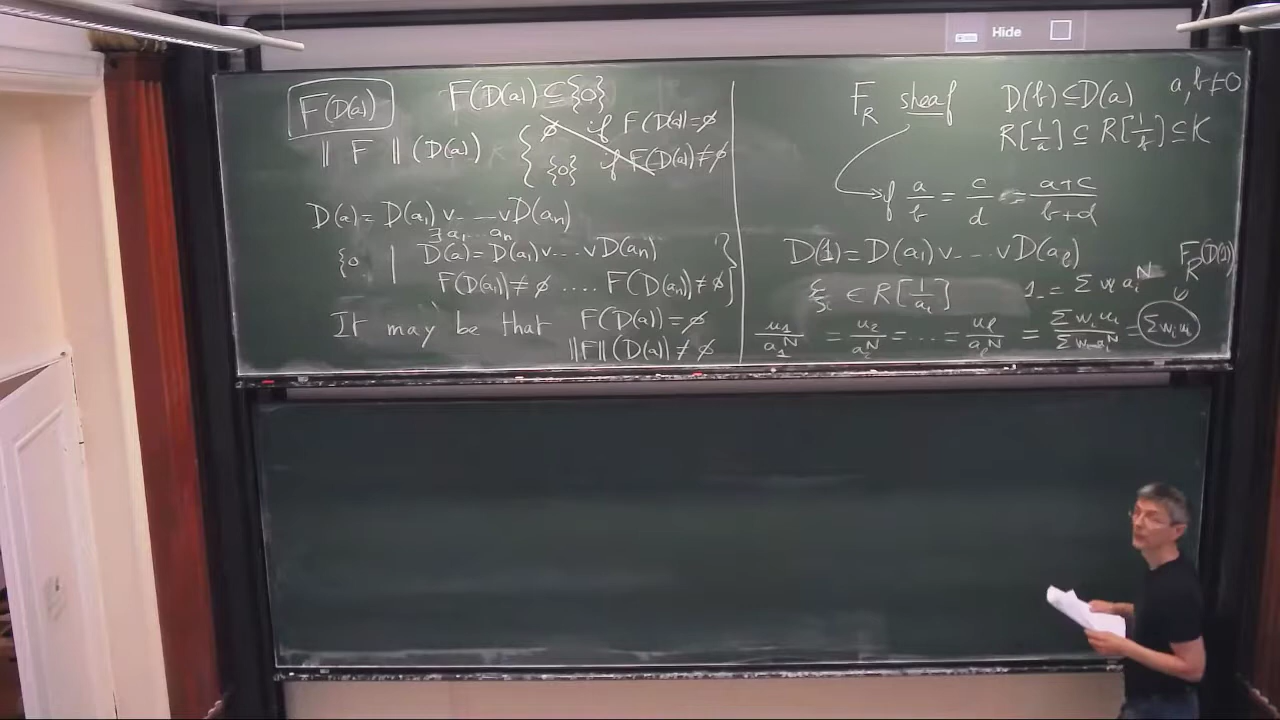 Hide
F(D(a))
F(D(a)) ⊆ {0}
‖ F ‖ (D(a))
{ ∅ if F(D(a)) = ∅
{0} if F(D(a)) ≠ ∅
D(a) = D(a₁) ∨ - - - ∨ D(aₙ)
∃ a₁ ... aₙ
{0 | D(a) = D(a₁) ∨ ... ∨ D(aₙ)
F(D(a₁)) ≠ ∅ .... F(D(aₙ)) ≠ ∅ }
It may be that F(D(a)) = ∅
‖F‖ (D(a)) ≠ ∅
F_R sheaf
D(b) ⊆ D(a) a, b ≠ 0
R[1/a] ⊆ R[1/b] ⊆ K
if a/b = c/d = (a+c)/(b+d)
D(1) = D(a₁) ∨ - - - ∨ D(a_ℓ)
F_R(D(1))
∈ R[1/aᵢ]
1 = Σ wᵢ aᵢᴺ
u₁/a₁ᴺ = u₂/a₂ᴺ = ... = u_ℓ/a_ℓᴺ = Σ wᵢ uᵢ / Σ wᵢ aᵢᴺ = Σ wᵢ uᵢ